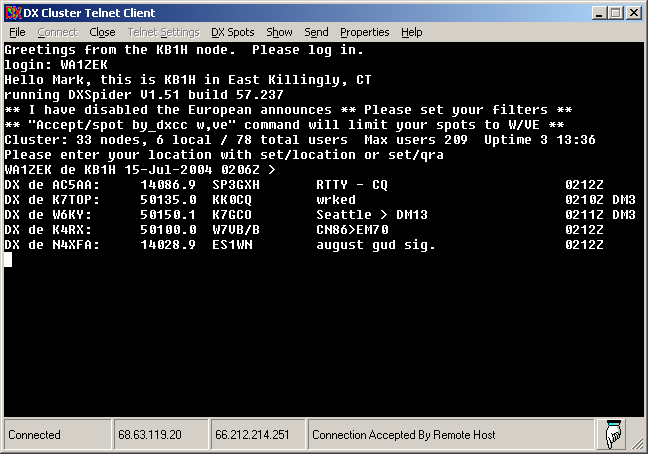 DX Cluster Telnet Client
File Connect Close Telnet Settings DX Spots Show Send Properties Help
Greetings from the KB1H node.  Please log in.
login: WA1ZEK
Hello Mark, this is KB1H in East Killingly, CT
running DXSpider V1.51 build 57.237
** I have disabled the European announces ** Please set your filters **
** "Accept/spot by_dxcc w,ve" command will limit your spots to W/VE **
Cluster: 33 nodes, 6 local / 78 total users  Max users 209  Uptime 3 13:36
Please enter your location with set/location or set/qra
WA1ZEK de KB1H 15-Jul-2004 0206Z >
DX de AC5AA:     14086.9  SP3GXH       RTTY - CQ                      0212Z
DX de K7TOP:     50135.0  KK0CQ        wrked                          0210Z DM3
DX de W6KY:      50150.1  K7GCO        Seattle > DM13                 0211Z DM3
DX de K4RX:      50100.0  W7VB/B       CN86>EM70                      0212Z
DX de N4XFA:     14028.9  ES1WN        august gud sig.                0212Z
Connected 68.63.119.20 66.212.214.251 Connection Accepted By Remote Host